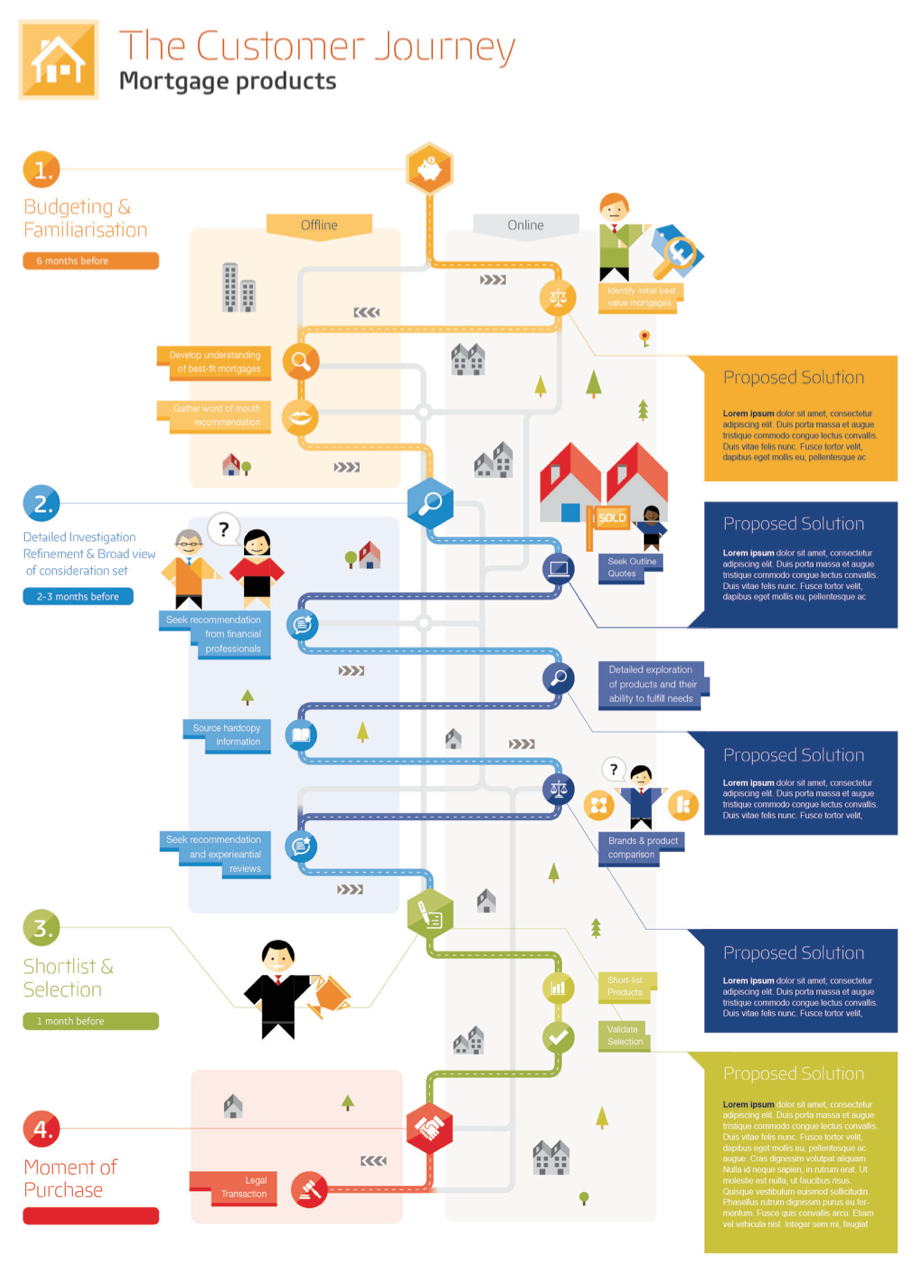 The Customer Journey
Mortgage products
1.
Budgeting &
Familiarisation
6 months before
Offline
Online
Identify initial best
value mortgages
Develop understanding
of best-fit mortgages
Gather word of mouth
recommendation
Proposed Solution
Lorem ipsum dolor sit amet, consectetur
adipiscing elit. Duis porta massa et augue
tristique commodo congue lectus convallis.
Duis vitae felis nunc. Fusce tortor velit,
dapibus eget mollis eu, pellentesque ac
2.
Detailed Investigation
Refinement & Broad view
of consideration set
2-3 months before
?
SOLD
Seek Outline
Quotes
Proposed Solution
Lorem ipsum dolor sit amet, consectetur
adipiscing elit. Duis porta massa et augue
tristique commodo congue lectus convallis.
Duis vitae felis nunc. Fusce tortor velit,
dapibus eget mollis eu, pellentesque ac
Seek recommendation
from financial
professionals
Detailed exploration
of products and their
ability to fulfill needs
Source hardcopy
information
Proposed Solution
Lorem ipsum dolor sit amet, consectetur
adipiscing elit. Duis porta massa et augue
tristique commodo congue lectus convallis.
Duis vitae felis nunc. Fusce tortor velit,
?
Brands & product
comparison
Seek recommendation
and experieantial
reviews
3.
Shortlist &
Selection
1 month before
Proposed Solution
Lorem ipsum dolor sit amet, consectetur
adipiscing elit. Duis porta massa et augue
tristique commodo congue lectus convallis.
Duis vitae felis nunc. Fusce tortor velit,
Short-list
Products
Validate
Selection
Proposed Solution
Lorem ipsum dolor sit amet, consectetur
adipiscing elit. Duis porta massa et augue
tristique commodo congue lectus convallis.
Duis vitae felis nunc. Fusce tortor velit,
dapibus eget mollis eu, pellentesque ac
augue. Cras dignissim volutpat aliquam.
Nulla id neque sapien, in rutrum erat. Ut
molestie est nulla, ut faucibus risus.
Quisque vestibulum euismod sollicitudin.
Phasellus rutrum dignissim purus eu fer-
mentum. Fusce quis convallis arcu. Etiam
vel vehicula nisl. Integer sem mi, feugiat
4.
Moment of
Purchase
Legal
Transaction